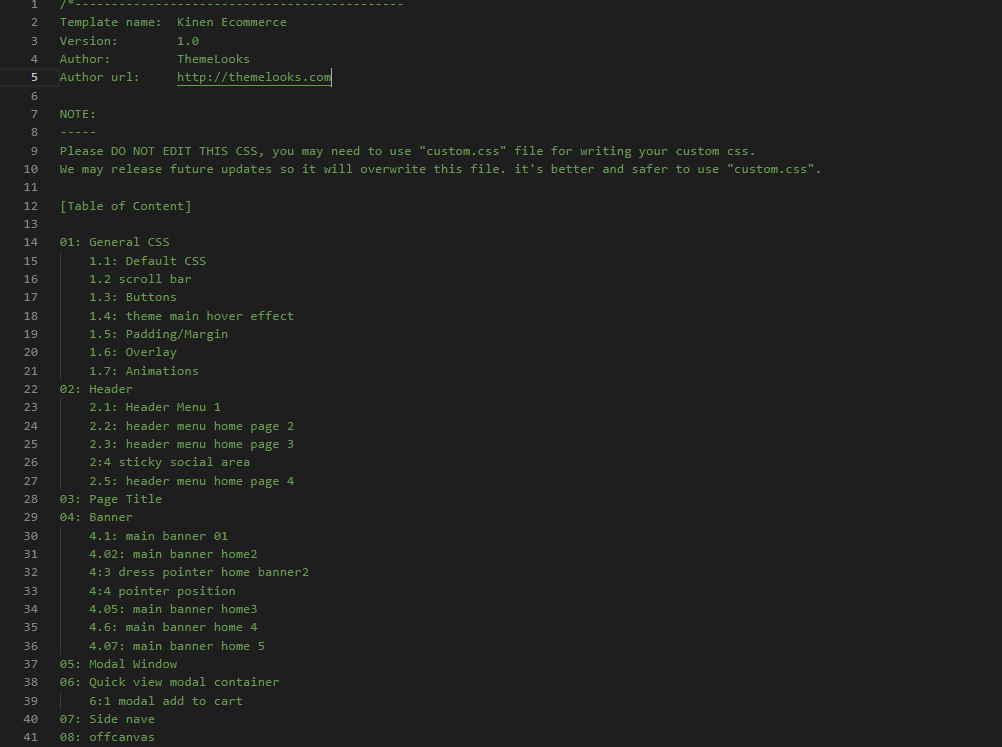 1 /*---------------------------------------------
2 Template name: Kinen Ecommerce
3 Version: 1.0
4 Author: ThemeLooks
5 Author url: http://themelooks.com
6
7 NOTE:
8 -----
9 Please DO NOT EDIT THIS CSS, you may need to use "custom.css" file for writing your custom css.
10 We may release future updates so it will overwrite this file. it's better and safer to use "custom.css".
11
12 [Table of Content]
13
14 01: General CSS
15 1.1: Default CSS
16 1.2 scroll bar
17 1.3: Buttons
18 1.4: theme main hover effect
19 1.5: Padding/Margin
20 1.6: Overlay
21 1.7: Animations
22 02: Header
23 2.1: Header Menu 1
24 2.2: header menu home page 2
25 2.3: header menu home page 3
26 2:4 sticky social area
27 2.5: header menu home page 4
28 03: Page Title
29 04: Banner
30 4.1: main banner 01
31 4.02: main banner home2
32 4:3 dress pointer home banner2
33 4:4 pointer position
34 4.05: main banner home3
35 4.6: main banner home 4
36 4.07: main banner home 5
37 05: Modal Window
38 06: Quick view modal container
39 6:1 modal add to cart
40 07: Side nave
41 08: offcanvas